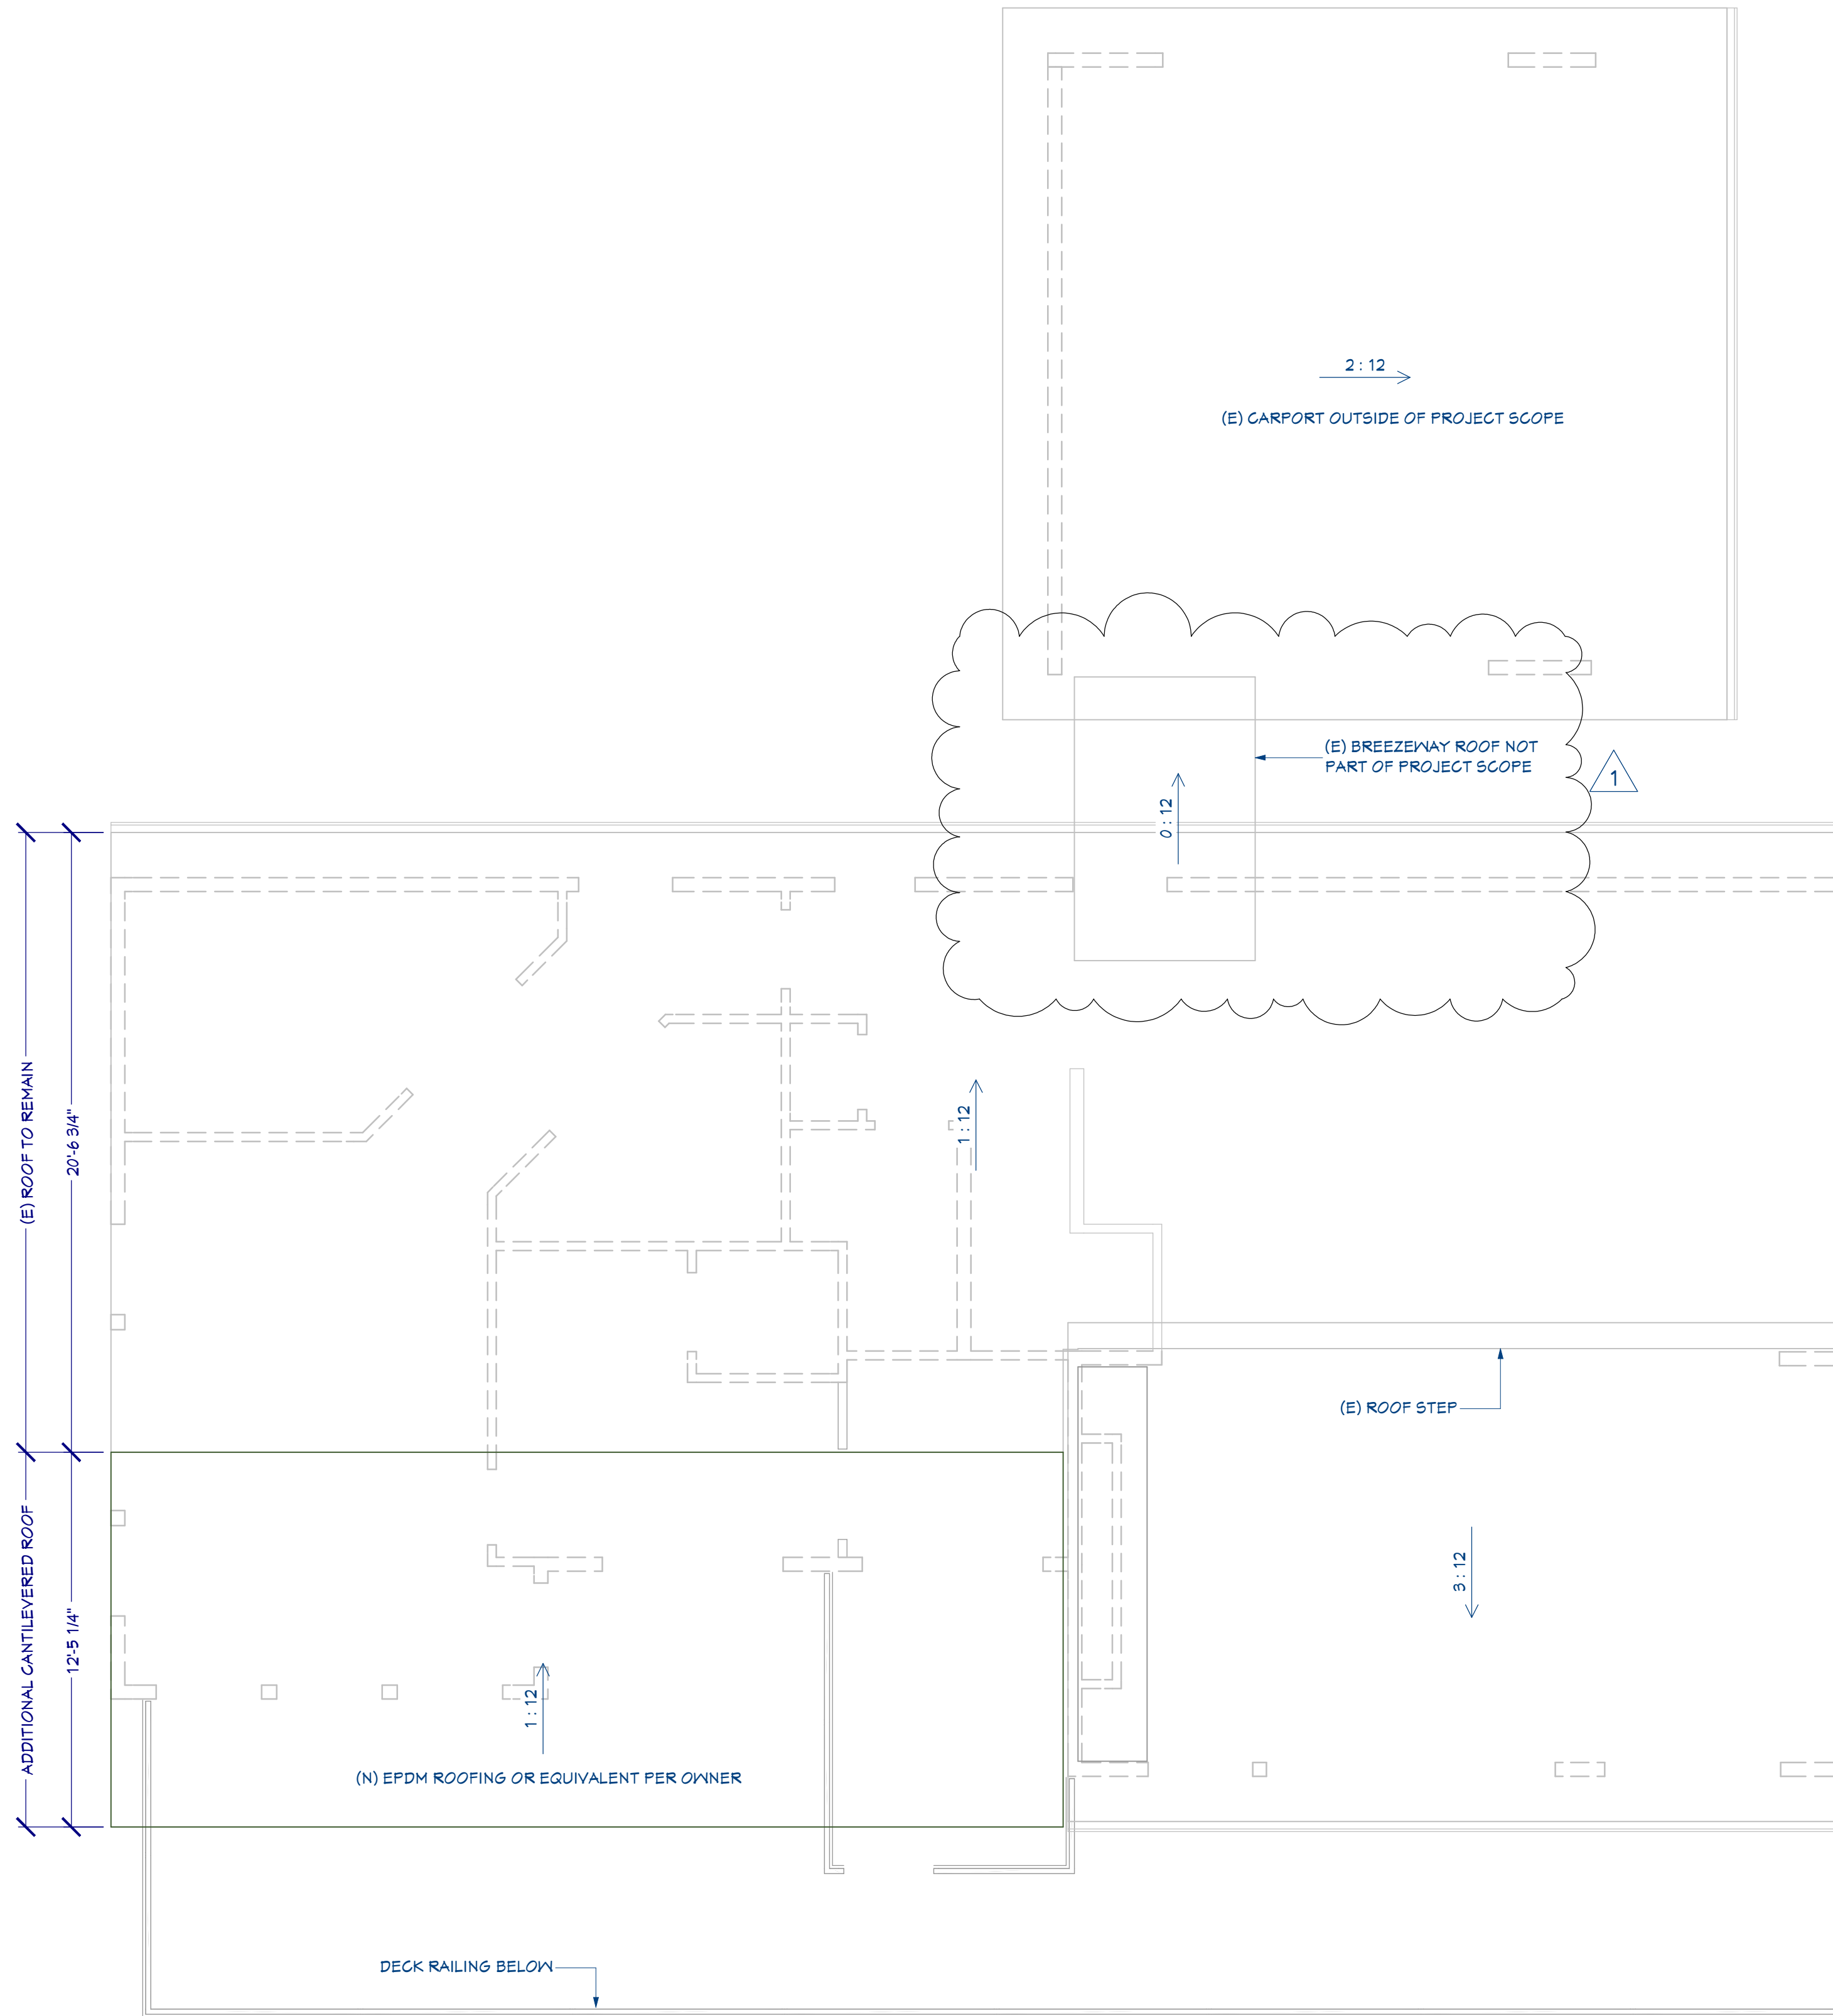 2 : 12
(E) CARPORT OUTSIDE OF PROJECT SCOPE
(E) BREEZEWAY ROOF NOT
PART OF PROJECT SCOPE
1
0 : 12
(E) ROOF TO REMAIN
20'-6 3/4"
1 : 12
(E) ROOF STEP
3 : 12
ADDITIONAL CANTILEVERED ROOF
12'-5 1/4"
1 : 12
(N) EPDM ROOFING OR EQUIVALENT PER OWNER
DECK RAILING BELOW